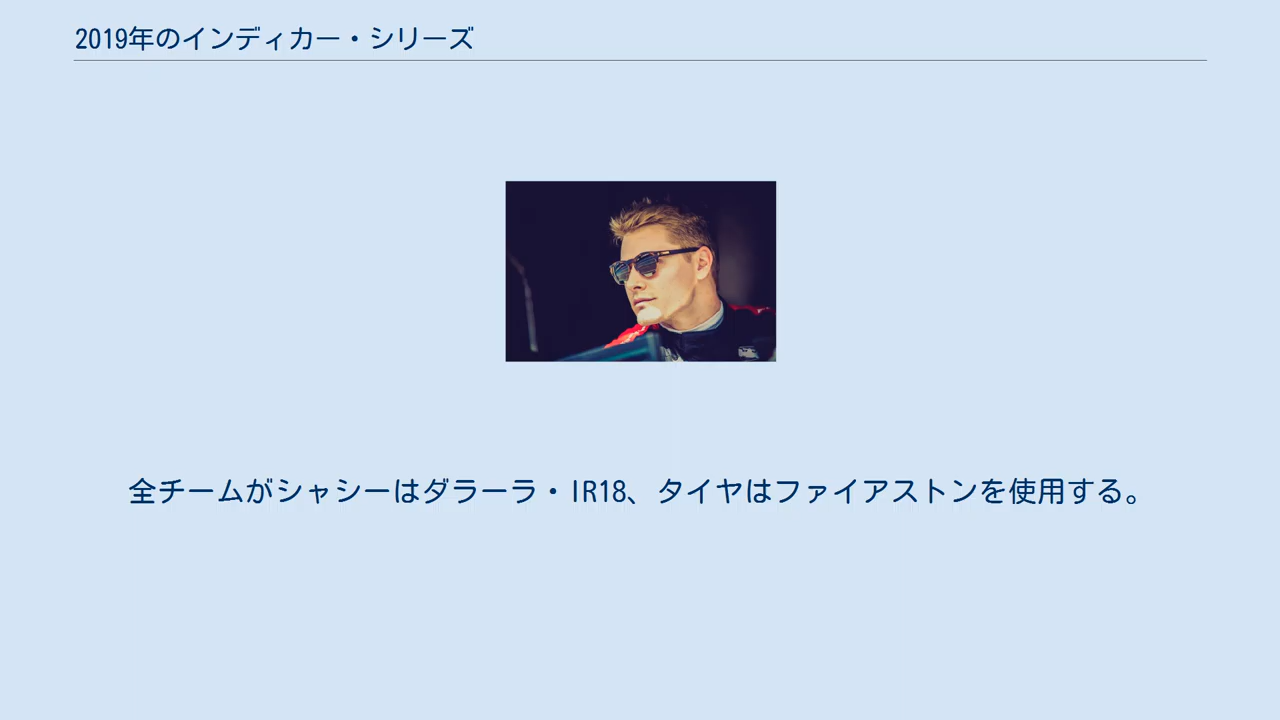 2019年のインディカー・シリーズ
全チームがシャシーはダラーラ・IR18、タイヤはファイアストンを使用する。